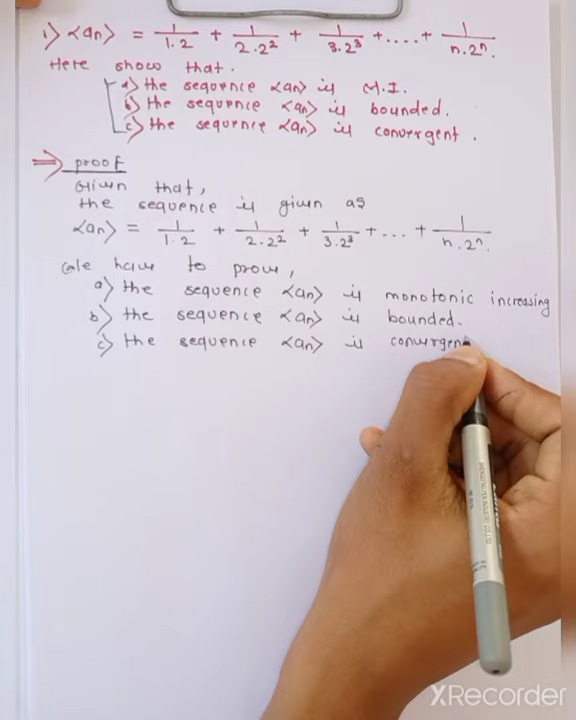 1) <an> = 1/1.2 + 1/2.2² + 1/3.2³ +....+ 1/n.2ⁿ.
Here show that.
a) the sequence <an> is M.I.
b) the sequence <an> is bounded.
c) the sequence <an> is convergent.
⇒ proof
Given that,
the sequence is given as
<an> = 1/1.2 + 1/2.2² + 1/3.2³ +...+ 1/n.2ⁿ.
we have to prove,
a) the sequence <an> is monotonic increasing
b) the sequence <an> is bounded.
c) the sequence <an> is convergen
XRecorder